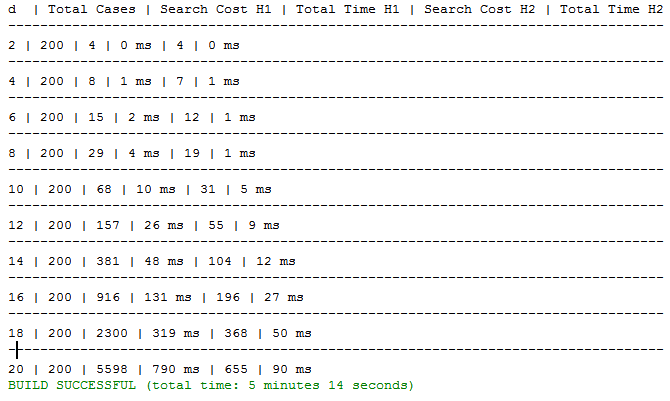 d  | Total Cases | Search Cost H1 | Total Time H1 | Search Cost H2 | Total Time H2
--------------------------------------------------------------------------------------
2 | 200 | 4 | 0 ms | 4 | 0 ms
--------------------------------------------------------------------------------------
4 | 200 | 8 | 1 ms | 7 | 1 ms
--------------------------------------------------------------------------------------
6 | 200 | 15 | 2 ms | 12 | 1 ms
--------------------------------------------------------------------------------------
8 | 200 | 29 | 4 ms | 19 | 1 ms
--------------------------------------------------------------------------------------
10 | 200 | 68 | 10 ms | 31 | 5 ms
--------------------------------------------------------------------------------------
12 | 200 | 157 | 26 ms | 55 | 9 ms
--------------------------------------------------------------------------------------
14 | 200 | 381 | 48 ms | 104 | 12 ms
--------------------------------------------------------------------------------------
16 | 200 | 916 | 131 ms | 196 | 27 ms
--------------------------------------------------------------------------------------
18 | 200 | 2300 | 319 ms | 368 | 50 ms
--------------------------------------------------------------------------------------
20 | 200 | 5598 | 790 ms | 655 | 90 ms
BUILD SUCCESSFUL (total time: 5 minutes 14 seconds)